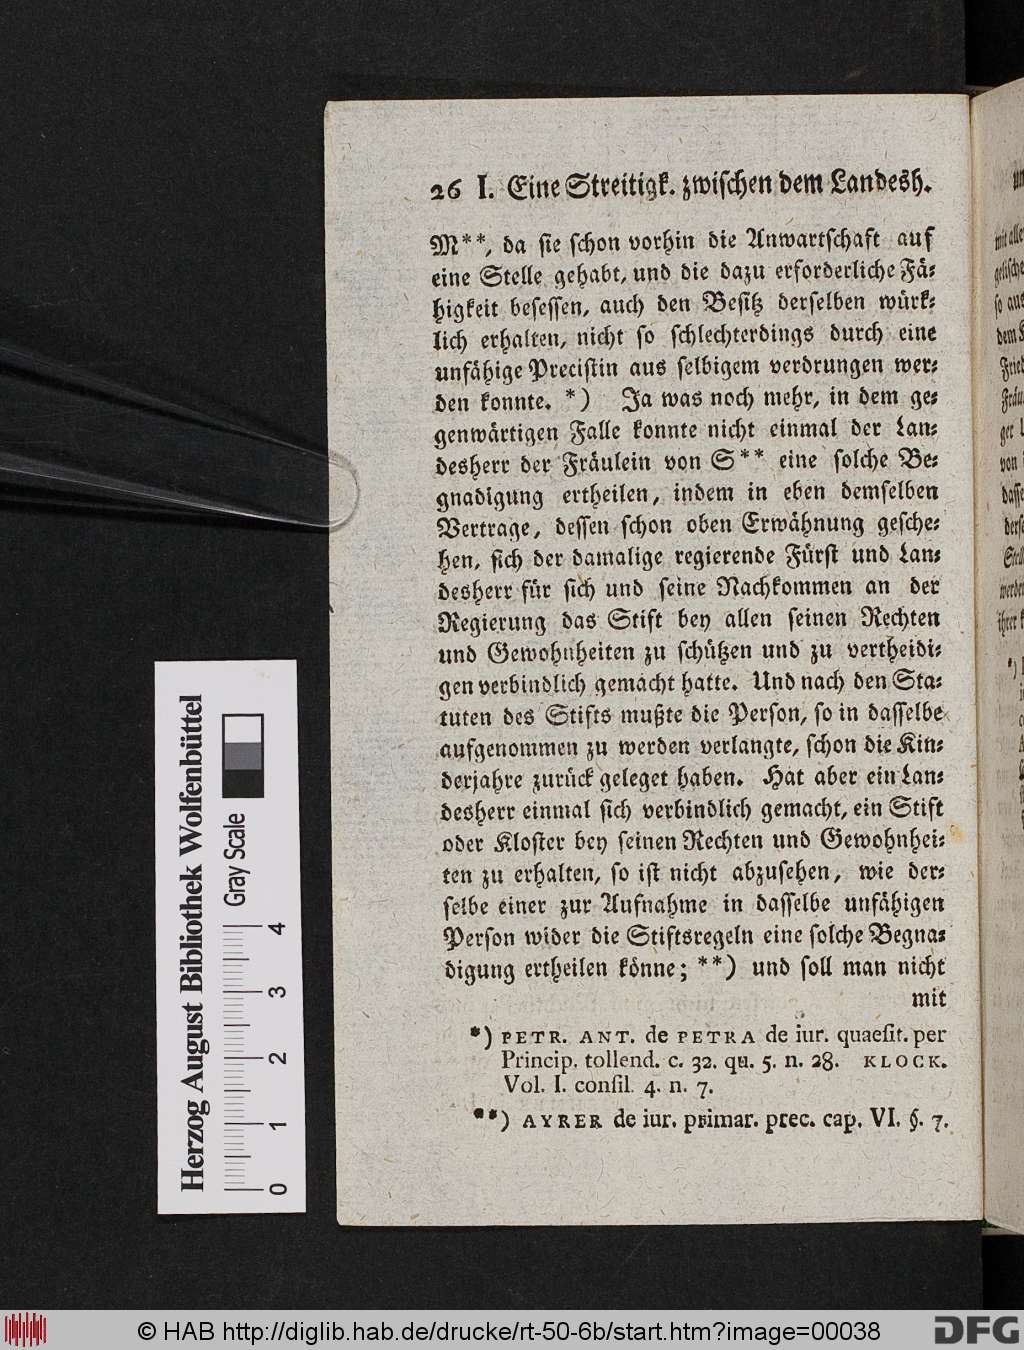 26 I. Eine Streitigk. zwischen dem Landesh.
M**, da sie schon vorhin die Anwartschaft auf
eine Stelle gehabt, und die dazu erforderliche Fä-
higkeit besessen, auch den Besitz derselben würk-
lich erhalten, nicht so schlechterdings durch eine
unfähige Precistin aus selbigem verdrungen wer-
den konnte. *) Ja was noch mehr, in dem ge-
genwärtigen Falle konnte nicht einmal der Lan-
desherr der Fräulein von S** eine solche Be-
gnadigung ertheilen, indem in eben demselben
Vertrage, dessen schon oben Erwähnung gesche-
hen, sich der damalige regierende Fürst und Lan-
desherr für sich und seine Nachkommen an der
Regierung das Stift bey allen seinen Rechten
und Gewohnheiten zu schützen und zu vertheidi-
gen verbindlich gemacht hatte. Und nach den Sta-
tuten des Stifts mußte die Person, so in dasselbe
aufgenommen zu werden verlangte, schon die Kin-
derjahre zurück geleget haben. Hat aber ein Lan-
desherr einmal sich verbindlich gemacht, ein Stift
oder Kloster bey seinen Rechten und Gewohnhei-
ten zu erhalten, so ist nicht abzusehen, wie der-
selbe einer zur Aufnahme in dasselbe unfähigen
Person wider die Stiftsregeln eine solche Begna-
digung ertheilen könne; **) und soll man nicht
mit
*) PETR. ANT. de PETRA de iur. quaesit. per
Princip. tollend. c. 32. qu. 5. n. 28. KLOCK.
Vol. I. consil. 4. n. 7.
**) AYRER de iur. primar. prec. cap. VI. §. 7.
Herzog August Bibliothek Wolfenbüttel
Gray Scale
0 1 2 3 4
© HAB http://diglib.hab.de/drucke/rt-50-6b/start.htm?image=00038
DFG